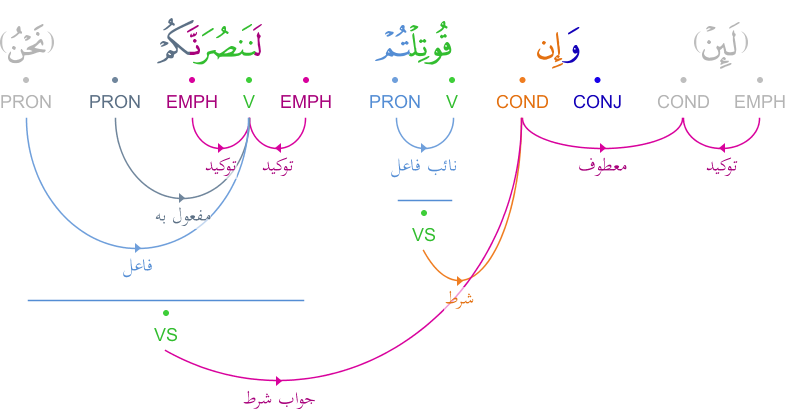 (لَئِنْ) وَإِن قُوتِلْتُمْ لَنَنصُرَنَّكُمْ (نَحْنُ)
PRON PRON EMPH V EMPH PRON V COND CONJ COND EMPH
توكيد معطوف نائب فاعل توكيد توكيد
مفعول به
VS
فاعل
شرط
VS
جواب شرط